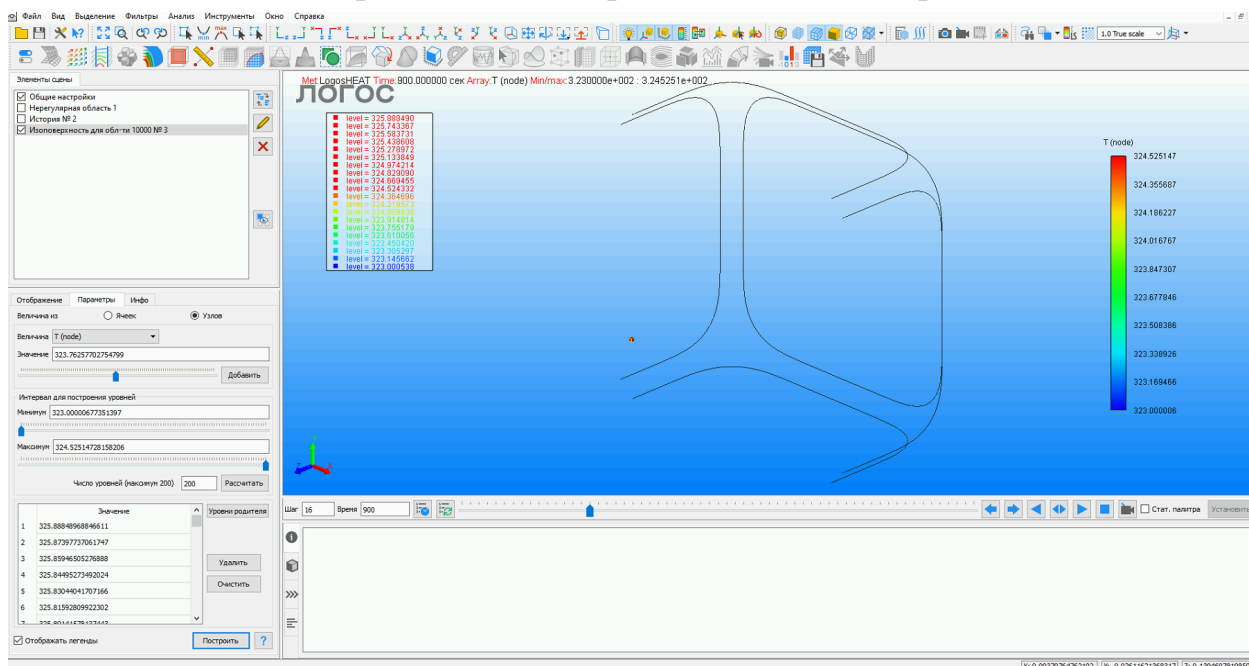 Файл Вид Выделение Фильтры Анализ Инструменты Окно Справка
1.0 True scale
Элементы сцены
Общие настройки
Нерегулярная область 1
История № 2
Изоповерхность для обл-ти 10000 № 3
Отображение Параметры Инфо
Величина из Ячеек Узлов
Величина T (node)
Значение 323.76257702754799
Добавить
Интервал для построения уровней
Минимум 323.00000677351397
Максимум 324.52514728158206
Число уровней (максимум 200) 200 Рассчитать
Значение
Уровни родителя
1 325.88848968846611
2 325.87397737061747
3 325.85946505276888
4 325.84495273492024
5 325.83044041707166
6 325.81592809922302
Удалить
Очистить
Отображать легенды Построить ?
Met:LogosHEAT Time:900.000000 сек Array:T (node) Min/max:3.230000e+002 : 3.245251e+002
ЛОГОС
level = 325.888490
level = 325.743367
level = 325.583731
level = 325.438608
level = 325.278972
level = 325.133849
level = 324.974214
level = 324.829090
level = 324.669455
level = 324.524332
level = 324.364696
level = 323.914814
level = 323.755179
level = 323.610056
level = 323.450420
level = 323.305297
level = 323.145662
level = 323.000538
T (node)
324.525147
324.355687
324.186227
324.016767
323.847307
323.677846
323.508386
323.338926
323.169466
323.000006
Шаг 16 Время 900
Стат. палитра Установить